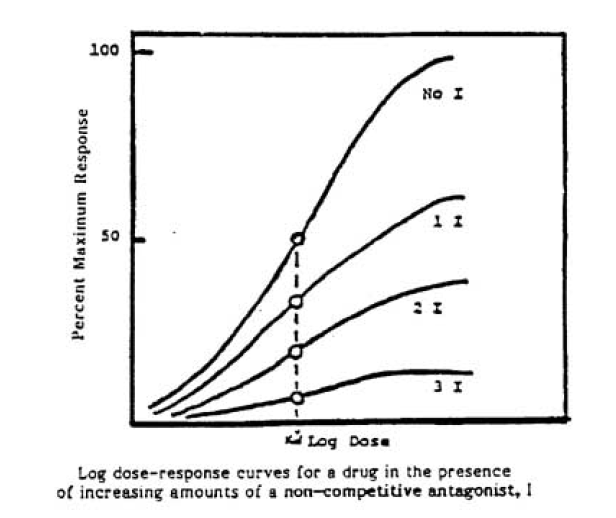 100
No I
Percent Maximum Response
1 I
50
2 I
3 I
Log Dose
Log dose-response curves for a drug in the presence
of increasing amounts of a non-competitive antagonist, I